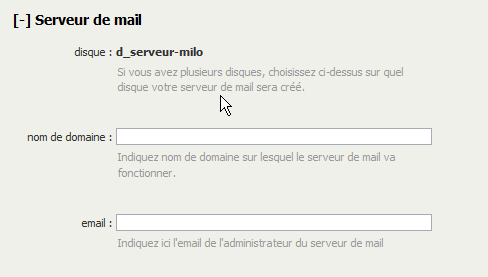 [-] Serveur de mail
disque : d_serveur-milo
Si vous avez plusieurs disques, choisissez ci-dessus sur quel
disque votre serveur de mail sera créé.
nom de domaine :
Indiquez nom de domaine sur lesquel le serveur de mail va
fonctionner.
email :
Indiquez ici l'email de l'administrateur du serveur de mail